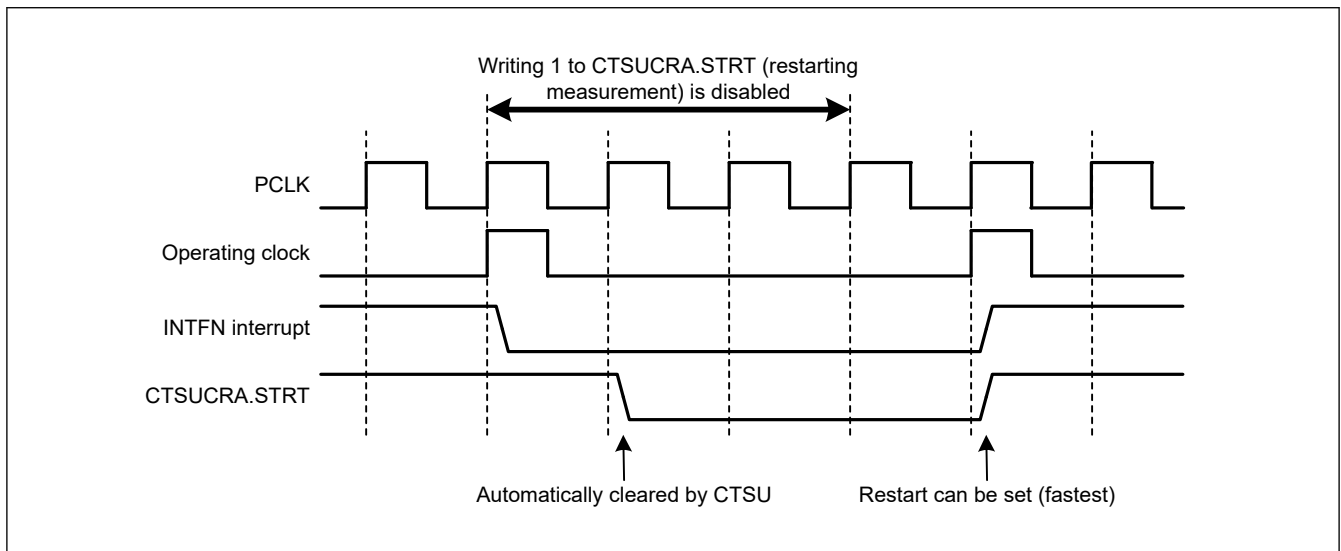 Writing 1 to CTSUCRA.STRT (restarting
measurement) is disabled
PCLK
Operating clock
INTFN interrupt
CTSUCRA.STRT
Automatically cleared by CTSU
Restart can be set (fastest)